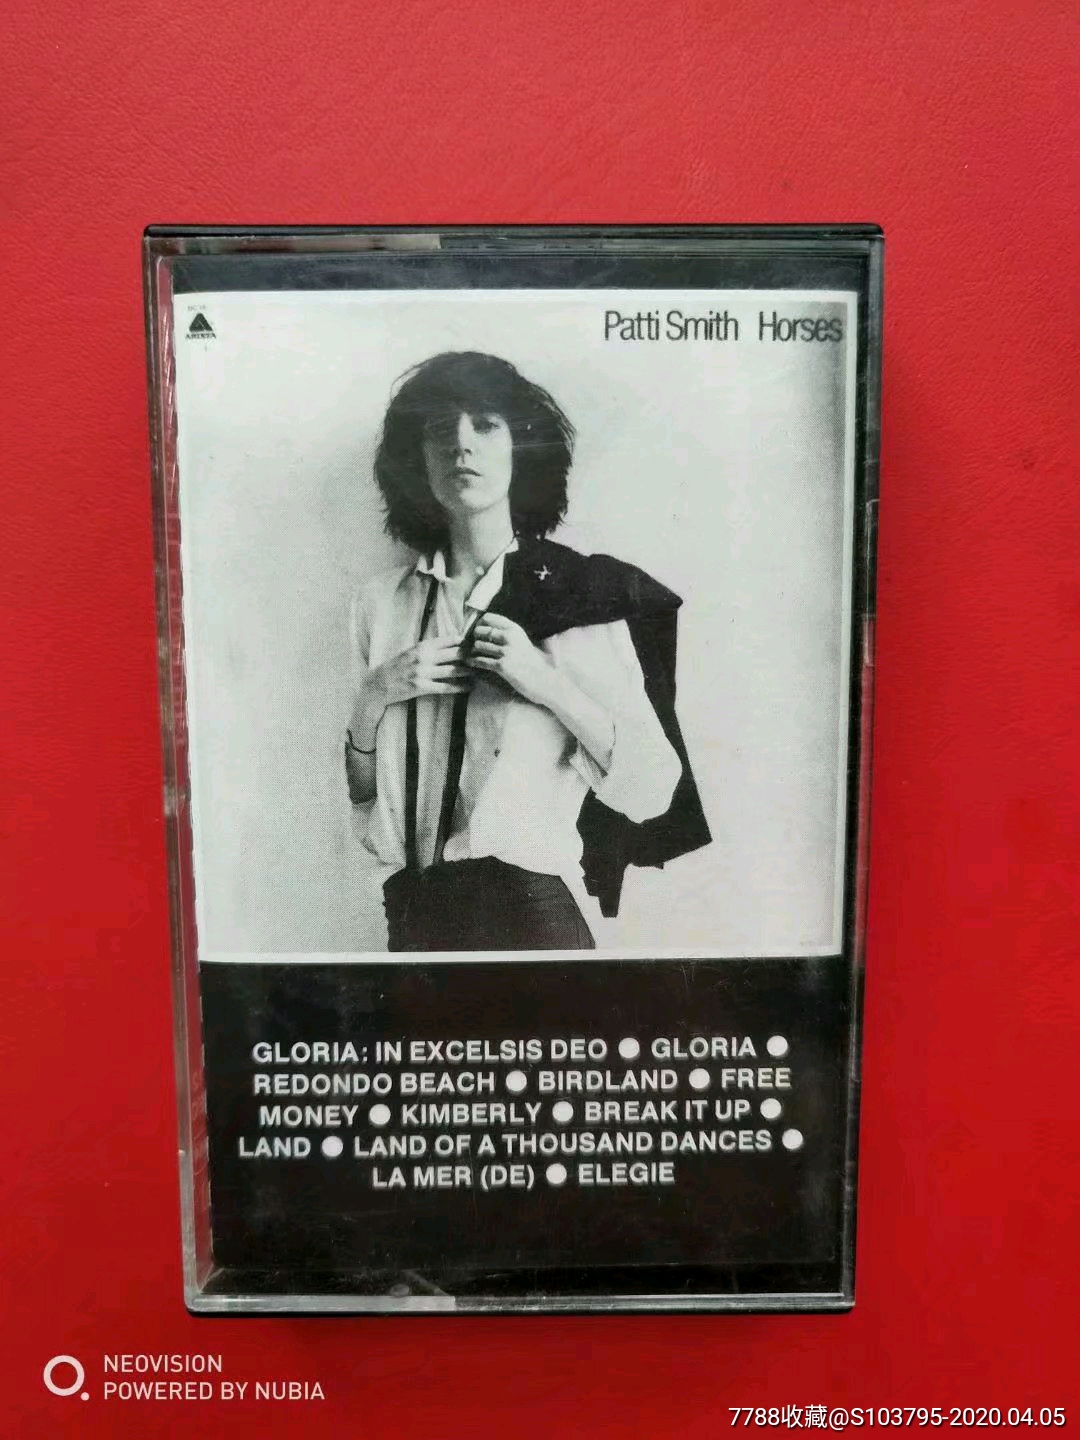 Patti Smith Horses
ARISTA
GLORIA: IN EXCELSIS DEO ● GLORIA ●
REDONDO BEACH ● BIRDLAND ● FREE
MONEY ● KIMBERLY ● BREAK IT UP ●
LAND ● LAND OF A THOUSAND DANCES ●
LA MER (DE) ● ELEGIE
NEOVISION
POWERED BY NUBIA
7788收藏@S103795-2020.04.05